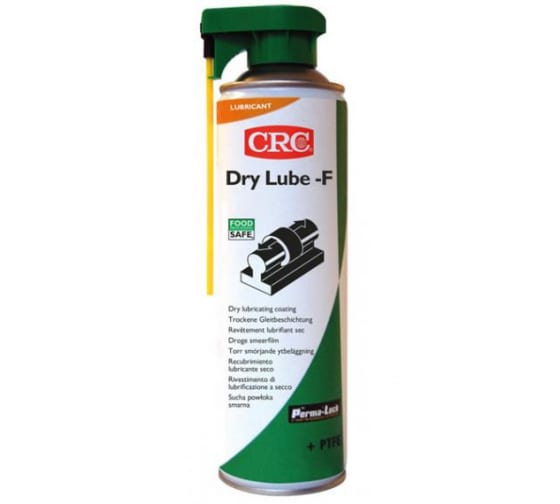 LUBRICANT
CRC
Dry Lube -F
FOOD
SAFE
Dry lubricating coating
Trockene Gleitbeschichtung
Revêtement lubrifiant sec
Droge smeerfilm
Torr smörjande ytbeläggning
Recubrimiento
lubricante seco
Rivestimento di
lubrificazione a secco
Sucha powłoka
smarna
Perma-Lock
+ PTFE